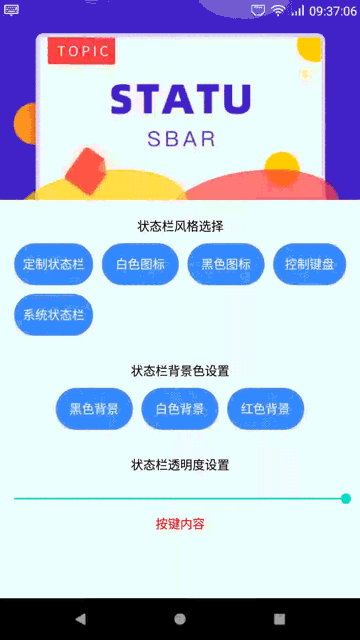 09:37:06
TOPIC
STATU
SBAR
状态栏风格选择
定制状态栏 白色图标 黑色图标 控制键盘
系统状态栏
状态栏背景色设置
黑色背景 白色背景 红色背景
状态栏透明度设置
按键内容